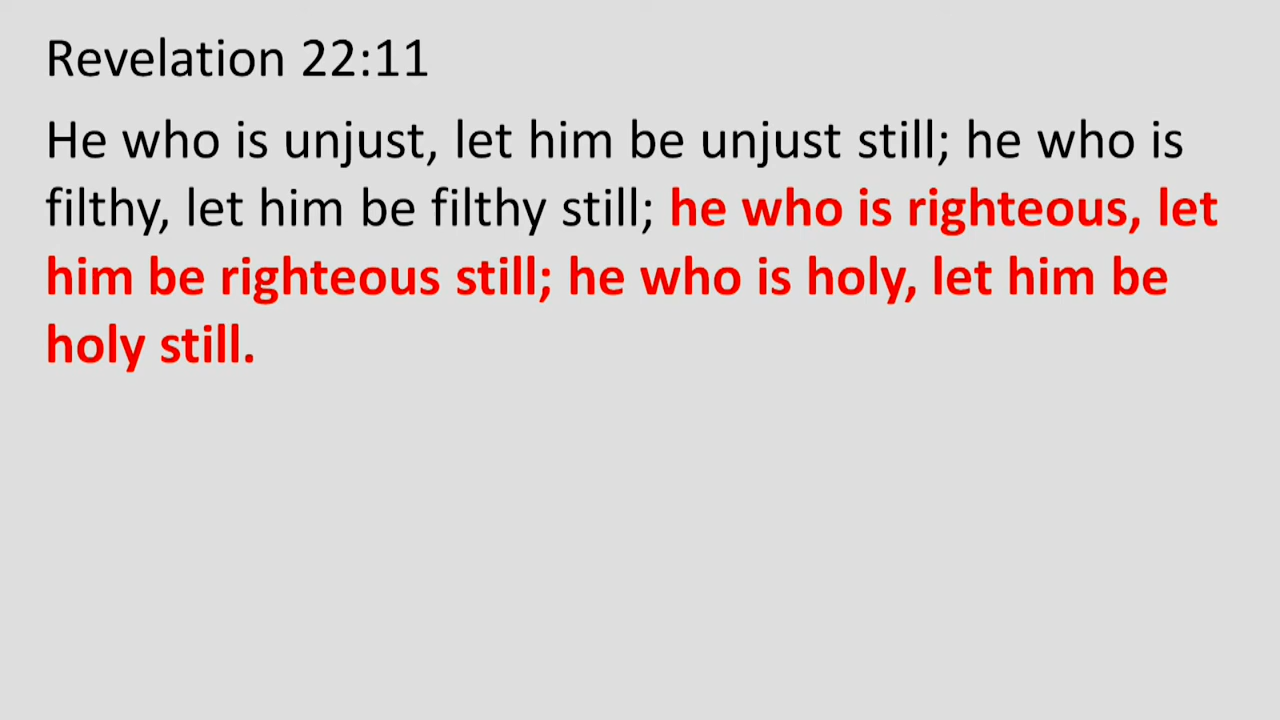 Revelation 22:11
He who is unjust, let him be unjust still; he who is
filthy, let him be filthy still; he who is righteous, let
him be righteous still; he who is holy, let him be
holy still.